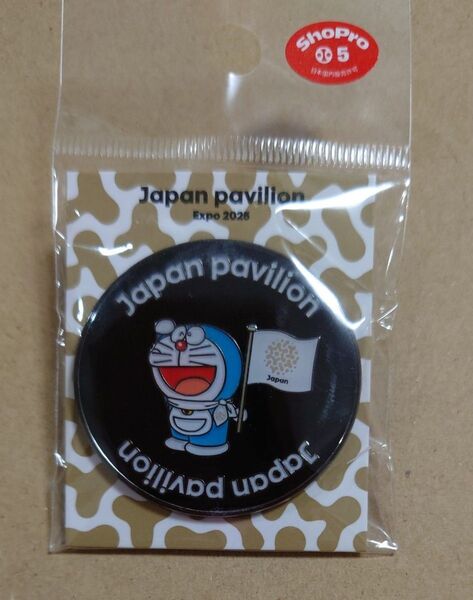 ShoPro
5
日本国内販売許可
Japan pavilion
Expo 2025
Japan pavilion
Japan
Japan pavilion